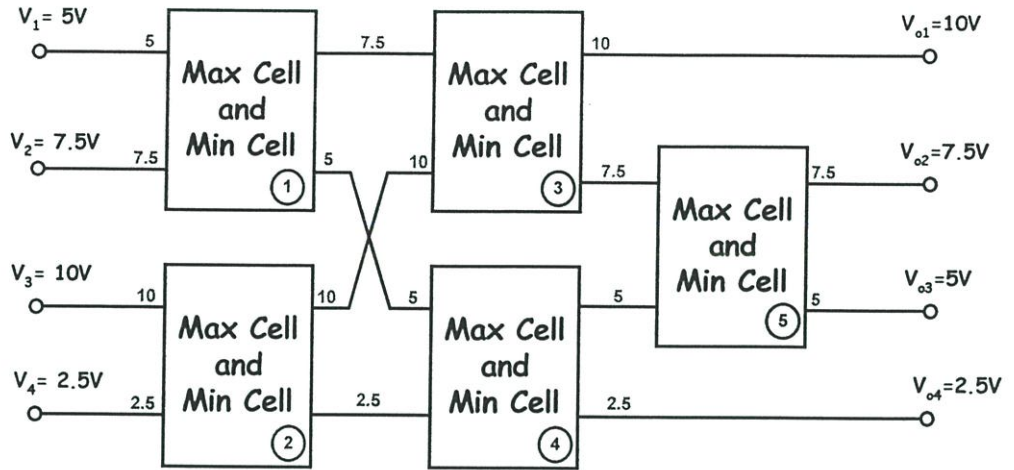 V1= 5V
5
7.5
10
Vo1=10V
Max Cell
and
Min Cell
1
Max Cell
and
Min Cell
3
V2= 7.5V
7.5
5
10
7.5
7.5
Vo2=7.5V
Max Cell
and
Min Cell
5
V3= 10V
10
10
5
5
5
Vo3=5V
Max Cell
and
Min Cell
2
Max Cell
and
Min Cell
4
V4= 2.5V
2.5
2.5
2.5
Vo4=2.5V